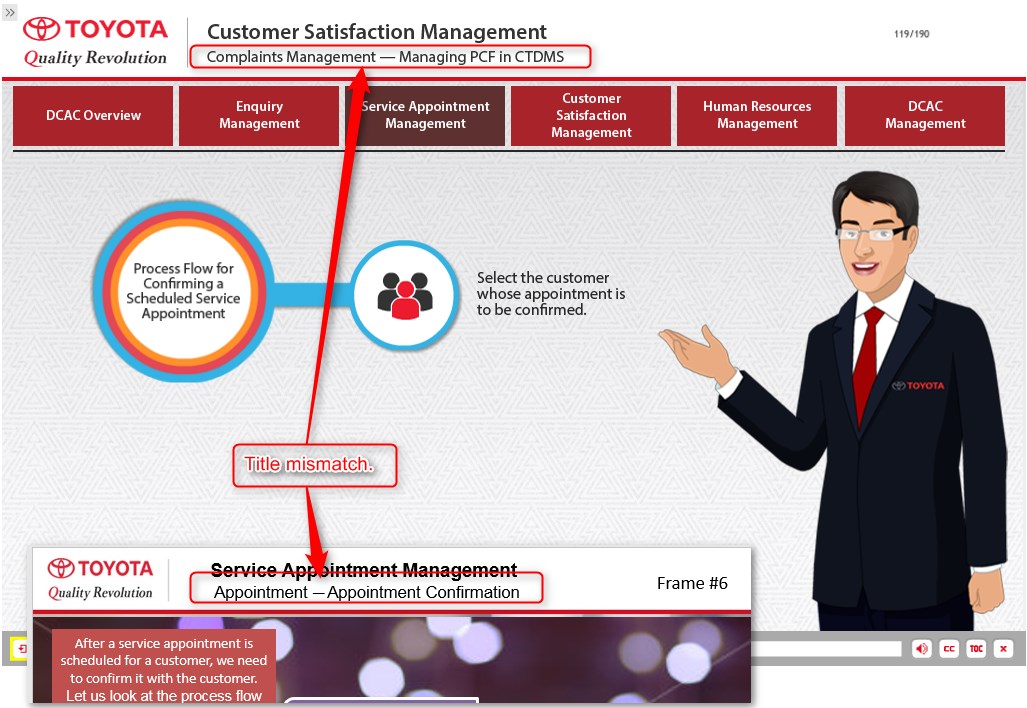 »
TOYOTA
Quality Revolution
Customer Satisfaction Management
Complaints Management — Managing PCF in CTDMS
119/190
DCAC Overview
Enquiry
Management
Service Appointment
Management
Customer
Satisfaction
Management
Human Resources
Management
DCAC
Management
Process Flow for
Confirming a
Scheduled Service
Appointment
Select the customer
whose appointment is
to be confirmed.
TOYOTA
Title mismatch.
TOYOTA
Quality Revolution
Service Appointment Management
Appointment — Appointment Confirmation
Frame #6
After a service appointment is
scheduled for a customer, we need
to confirm it with the customer.
Let us look at the process flow
CC
TOC
×